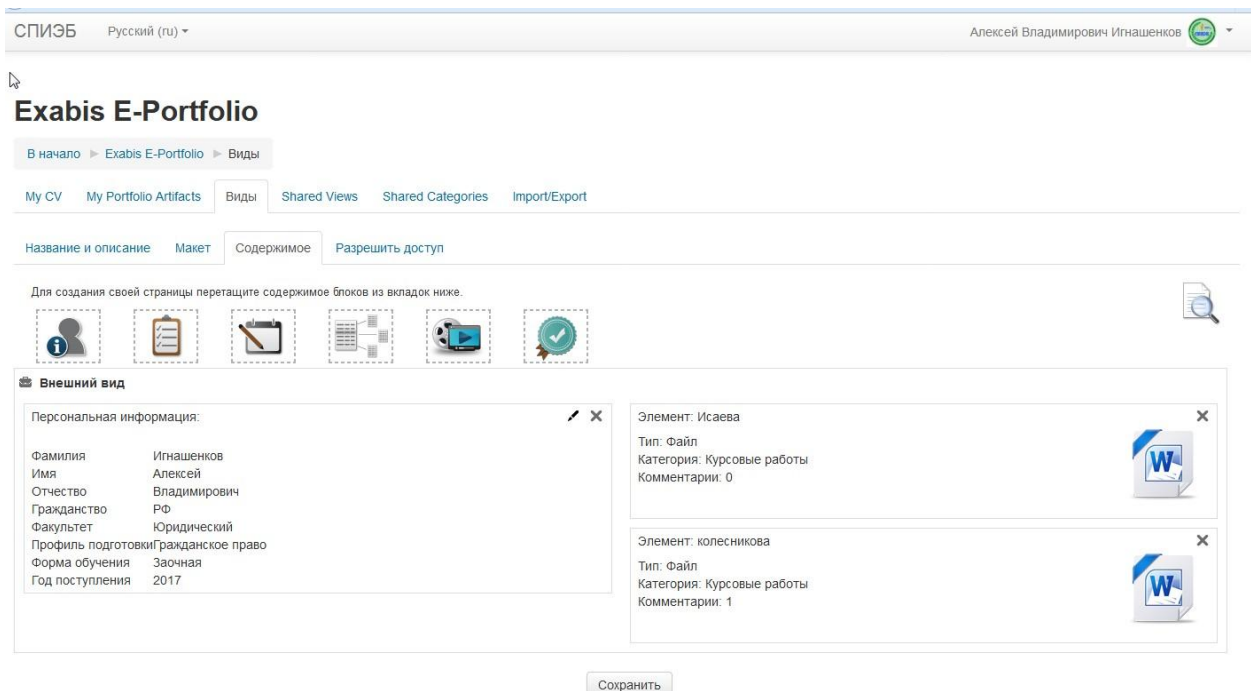 СПИЭБ Русский (ru) Алексей Владимирович Игнашенков
Exabis E-Portfolio
В начало Exabis E-Portfolio Виды
My CV My Portfolio Artifacts Виды Shared Views Shared Categories Import/Export
Название и описание Макет Содержимое Разрешить доступ
Для создания своей страницы перетащите содержимое блоков из вкладок ниже.
Внешний вид
Персональная информация:
Фамилия Игнашенков
Имя Алексей
Отчество Владимирович
Гражданство РФ
Факультет Юридический
Профиль подготовкиГражданское право
Форма обучения Заочная
Год поступления 2017
Элемент: Исаева
Тип: Файл
Категория: Курсовые работы
Комментарии: 0
Элемент: колесникова
Тип: Файл
Категория: Курсовые работы
Комментарии: 1
Сохранить